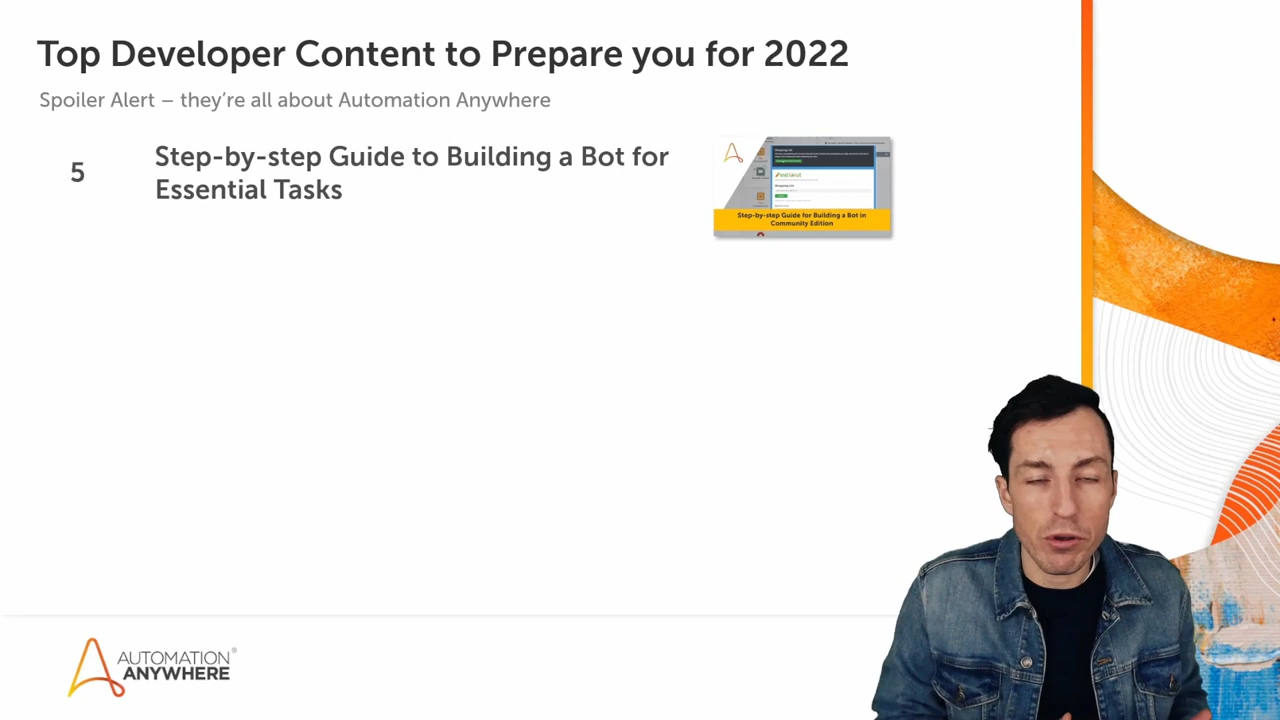 Top Developer Content to Prepare you for 2022
Spoiler Alert – they're all about Automation Anywhere
5
Step-by-step Guide to Building a Bot for
Essential Tasks
Step-by-step Guide for Building a Bot in
Community Edition
AUTOMATION
ANYWHERE®